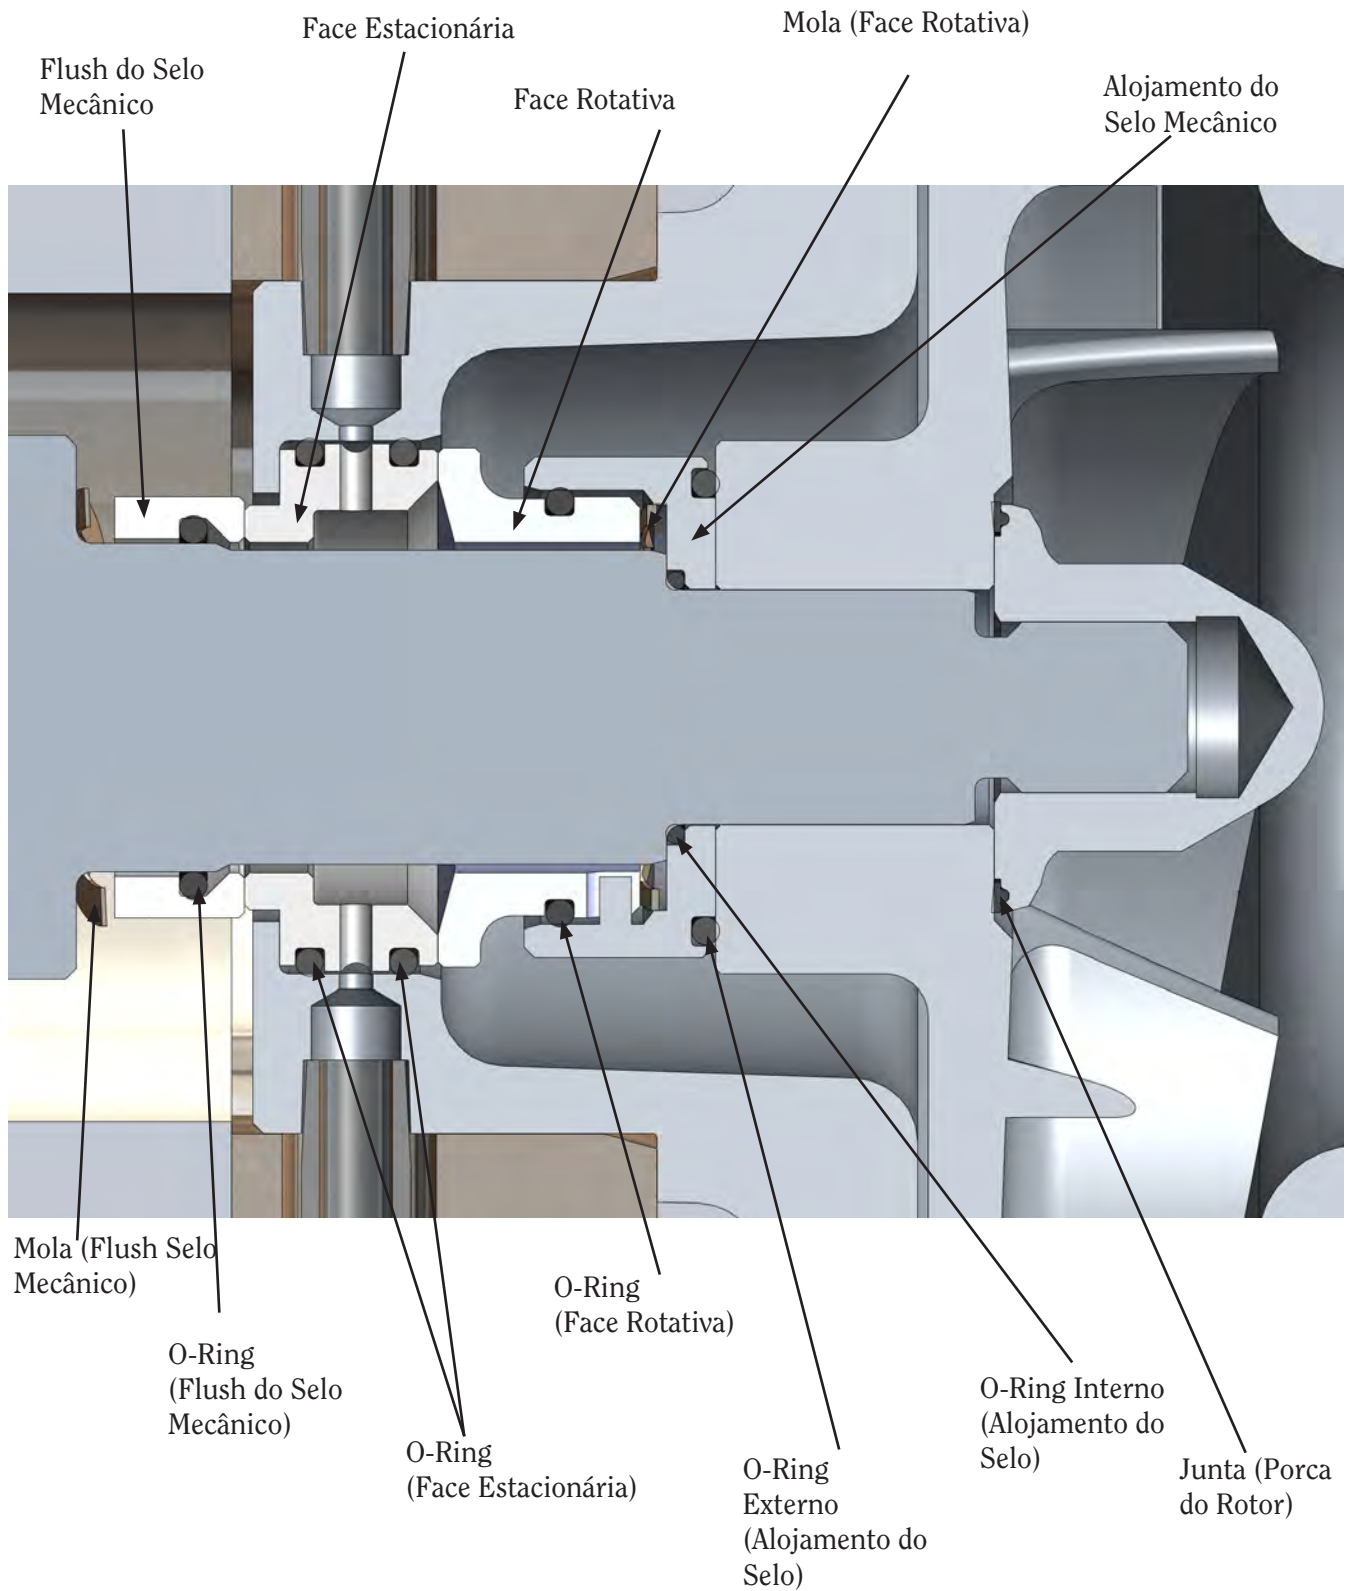 Face Estacionária
Mola (Face Rotativa)
Flush do Selo
Mecânico
Face Rotativa
Alojamento do
Selo Mecânico
Mola (Flush Selo
Mecânico)
O-Ring
(Flush do Selo
Mecânico)
O-Ring
(Face Estacionária)
O-Ring
(Face Rotativa)
O-Ring
Externo
(Alojamento do
Selo)
O-Ring Interno
(Alojamento do
Selo)
Junta (Porca
do Rotor)